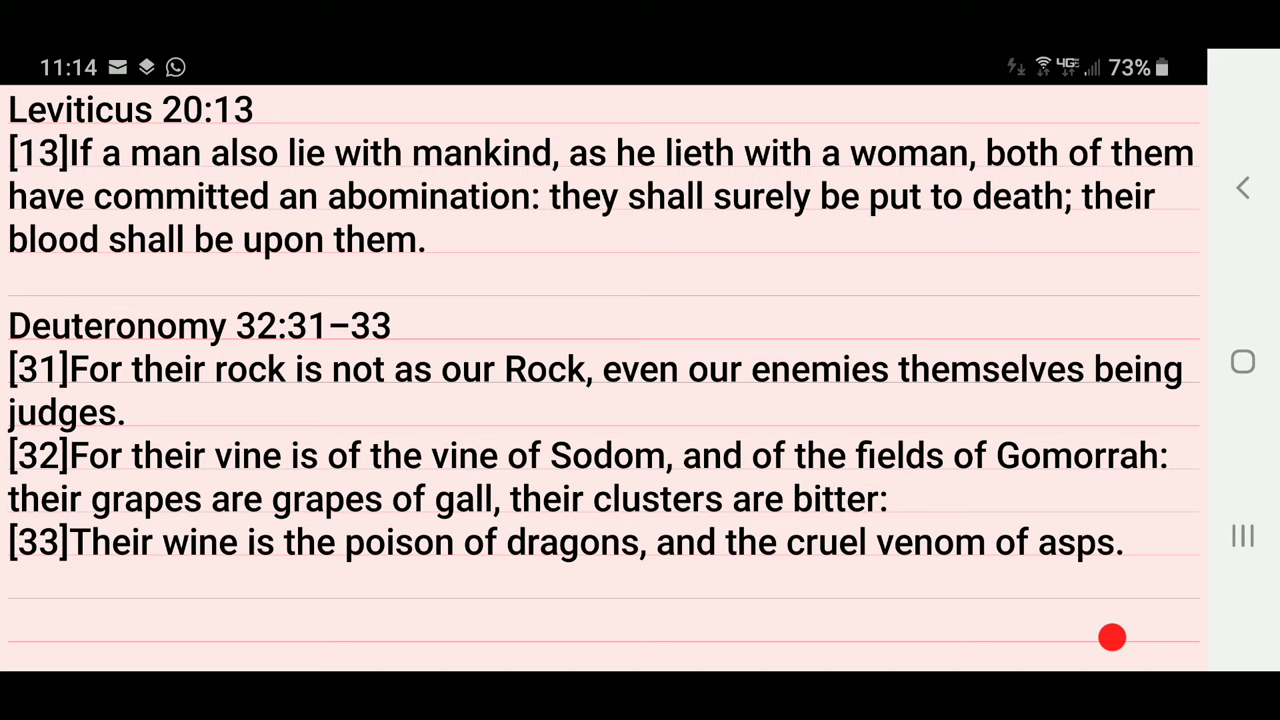 11:14 4G 73%
Leviticus 20:13
[13]If a man also lie with mankind, as he lieth with a woman, both of them
have committed an abomination: they shall surely be put to death; their
blood shall be upon them.
Deuteronomy 32:31–33
[31]For their rock is not as our Rock, even our enemies themselves being
judges.
[32]For their vine is of the vine of Sodom, and of the fields of Gomorrah:
their grapes are grapes of gall, their clusters are bitter:
[33]Their wine is the poison of dragons, and the cruel venom of asps.